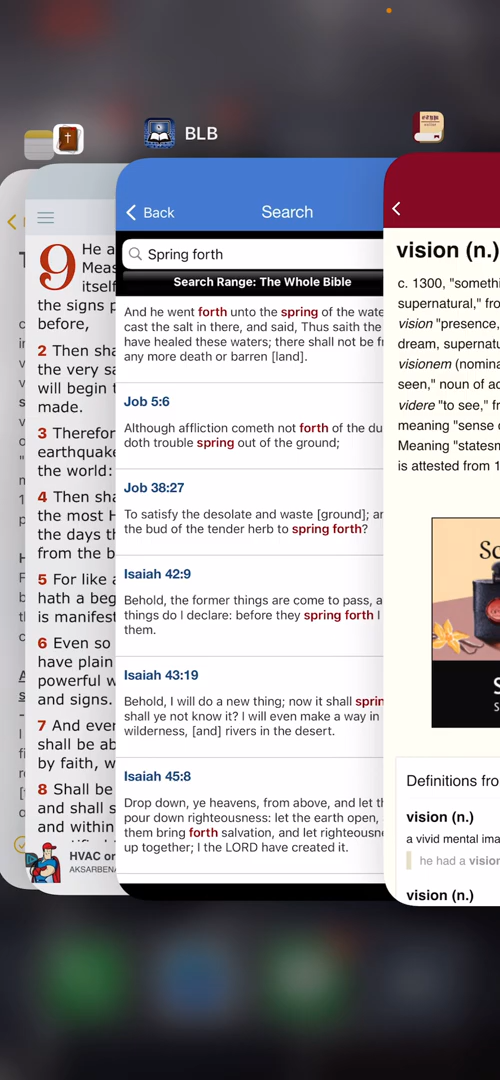 BLB
Back
Search
Spring forth
Search Range: The Whole Bible
And he went forth unto the spring of the wate
cast the salt in there, and said, Thus saith the
have healed these waters; there shall not be fr
any more death or barren [land].
Job 5:6
Although affliction cometh not forth of the du
doth trouble spring out of the ground;
Job 38:27
To satisfy the desolate and waste [ground]; ar
the bud of the tender herb to spring forth?
Isaiah 42:9
Behold, the former things are come to pass, a
things do I declare: before they spring forth I
them.
Isaiah 43:19
Behold, I will do a new thing; now it shall sprin
shall ye not know it? I will even make a way in
wilderness, [and] rivers in the desert.
Isaiah 45:8
Drop down, ye heavens, from above, and let th
pour down righteousness: let the earth open,
them bring forth salvation, and let righteousne
up together; I the LORD have created it.
9 He a
Meas
itself
the signs p
before,
2 Then sha
the very sa
will begin t
made.
3 Therefor
earthquake
the world:
4 Then sha
the most H
the days th
from the b
5 For like a
hath a beg
is manifest
6 Even so
have plain
powerful w
and signs.
7 And ever
shall be ab
by faith, w
8 Shall be
and shall s
and within
HVAC or
AKSARBENA
vision (n.)
c. 1300, "somethi
supernatural," fro
vision "presence,
dream, supernatu
visionem (nomina
seen," noun of ac
videre "to see," fr
meaning "sense o
Meaning "statesm
is attested from 1
Sc
S
S
Definitions fro
vision (n.)
a vivid mental ima
he had a vision
vision (n.)